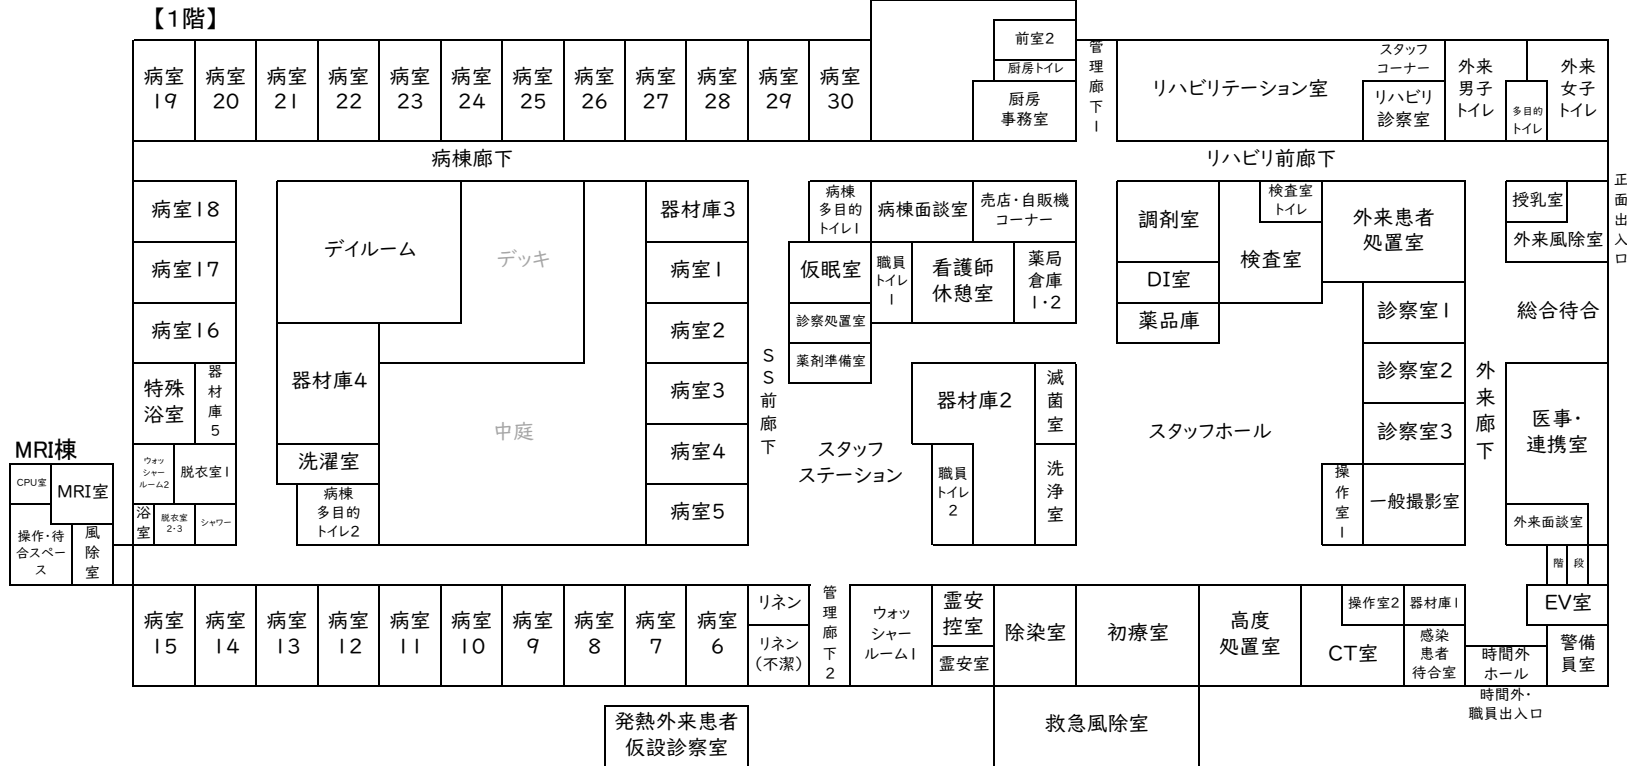 【1階】
病室
19
病室
20
病室
21
病室
22
病室
23
病室
24
病室
25
病室
26
病室
27
病室
28
病室
29
病室
30
前室2
厨房トイレ
厨房
事務室
管理廊下1
リハビリテーション室
スタッフ
コーナー
リハビリ
診察室
外来
男子
トイレ
多目的
トイレ
外来
女子
トイレ
病棟廊下
リハビリ前廊下
正面出入口
病室18
病室17
病室16
特殊
浴室
器材庫5
ウォッ
シャー
ルーム2
脱衣室1
浴室
脱衣室
2・3
シャワー
デイルーム
デッキ
器材庫4
中庭
洗濯室
病棟
多目的
トイレ2
器材庫3
病室1
病室2
病室3
病室4
病室5
SS前廊下
病棟
多目的
トイレ1
病棟面談室
売店・自販機
コーナー
仮眠室
職員
トイレ
1
看護師
休憩室
薬局
倉庫
1・2
診察処置室
薬剤準備室
器材庫2
滅菌室
スタッフ
ステーション
職員
トイレ
2
洗浄室
調剤室
検査室
トイレ
外来患者
処置室
DI室
検査室
薬品庫
診察室1
診察室2
診察室3
スタッフホール
操作室1
一般撮影室
外来廊下
授乳室
外来風除室
総合待合
医事・
連携室
外来面談室
階段
EV室
警備
員室
MRI棟
CPU室
MRI室
操作・待
合スペー
ス
風除室
病室
15
病室
14
病室
13
病室
12
病室
11
病室
10
病室
9
病室
8
病室
7
病室
6
リネン
リネン
(不潔)
管理廊下2
ウォッ
シャー
ルーム1
霊安
控室
霊安室
除染室
初療室
高度
処置室
操作室2
CT室
器材庫1
感染
患者
待合室
時間外
ホール
時間外・
職員出入口
発熱外来患者
仮設診察室
救急風除室